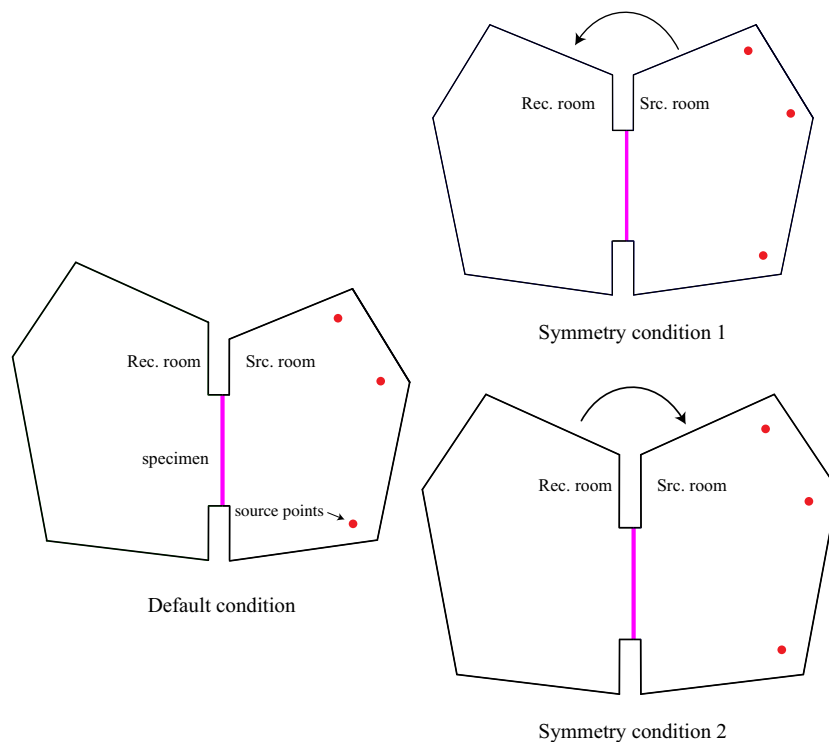 Rec. room
Src. room
Symmetry condition 1
Rec. room
Src. room
specimen
source points
Default condition
Rec. room
Src. room
Symmetry condition 2